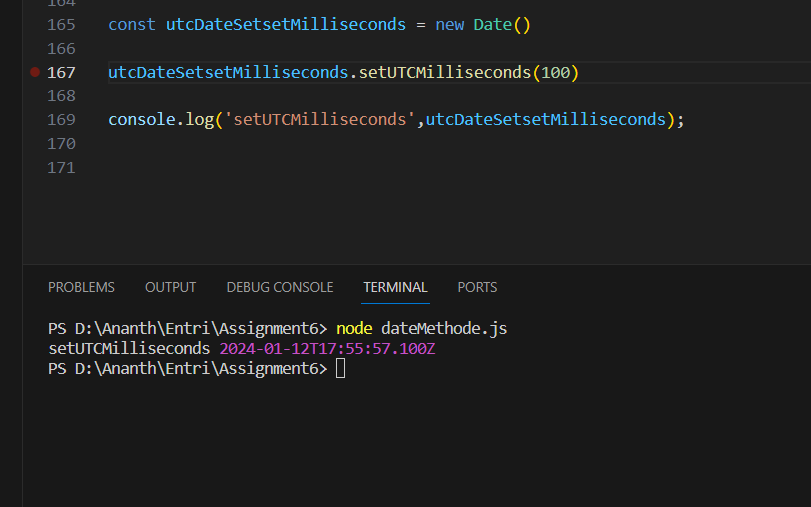 164
165 const utcDateSetsetMilliseconds = new Date()
166
167 utcDateSetsetMilliseconds.setUTCMilliseconds(100)
168
169 console.log('setUTCMilliseconds',utcDateSetsetMilliseconds);
170
171
PROBLEMS OUTPUT DEBUG CONSOLE TERMINAL PORTS
PS D:\Ananth\Entri\Assignment6> node dateMethode.js
setUTCMilliseconds 2024-01-12T17:55:57.100Z
PS D:\Ananth\Entri\Assignment6>